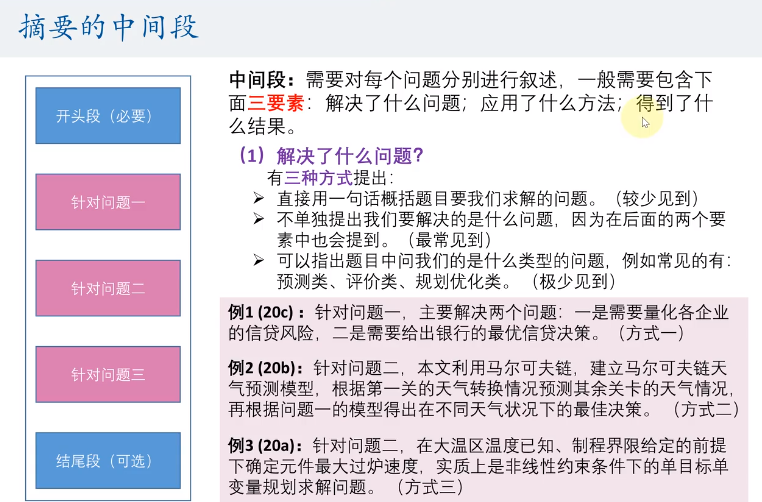 摘要的中间段
开头段（必要）
针对问题一
针对问题二
针对问题三
结尾段（可选）
中间段：需要对每个问题分别进行叙述，一般需要包含下
面三要素：解决了什么问题；应用了什么方法；得到了什
么结果。
（1）解决了什么问题？
有三种方式提出：
➢ 直接用一句话概括题目要我们求解的问题。（较少见到）
➢ 不单独提出我们要解决的是什么问题，因为在后面的两个要
素中也会提到。（最常见到）
➢ 可以指出题目中问我们的是什么类型的问题，例如常见的有：
预测类、评价类、规划优化类。（极少见到）
例1 (20c)：针对问题一，主要解决两个问题：一是需要量化各企业
的信贷风险，二是需要给出银行的最优信贷决策。（方式一）
例2 (20b)：针对问题二，本文利用马尔可夫链，建立马尔可夫链天
气预测模型，根据第一关的天气转换情况预测其余关卡的天气情况，
再根据问题一的模型得出在不同天气状况下的最佳决策。（方式二）
例3 (20a)：针对问题二，在大温区温度已知、制程界限给定的前提
下确定元件最大过炉速度，实质上是非线性约束条件下的单目标单
变量规划求解问题。（方式三）